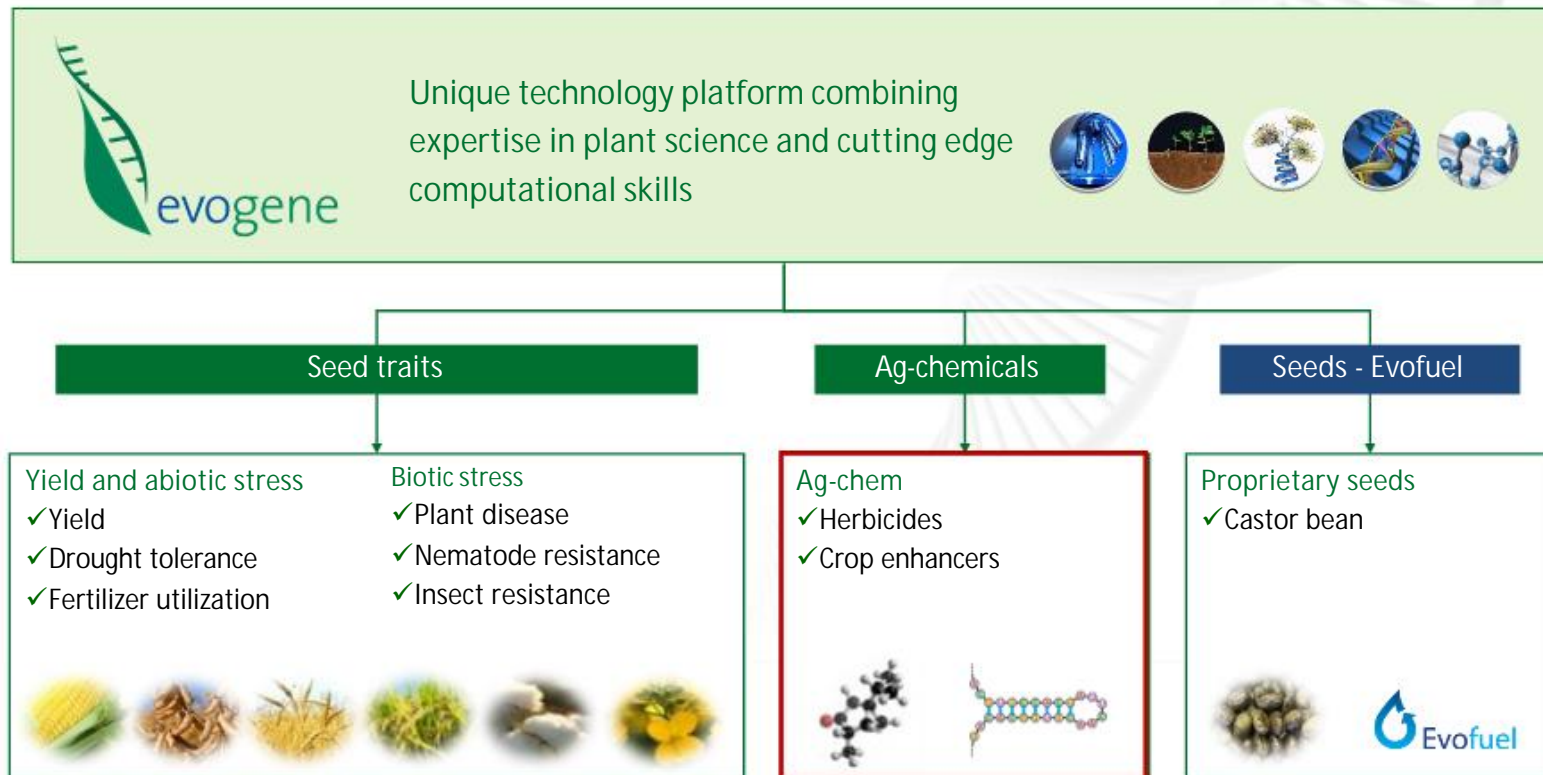 evogene
Unique technology platform combining
expertise in plant science and cutting edge
computational skills
Seed traits
Ag-chemicals
Seeds - Evofuel
Yield and abiotic stress
✓Yield
✓Drought tolerance
✓Fertilizer utilization
Biotic stress
✓Plant disease
✓Nematode resistance
✓Insect resistance
Ag-chem
✓Herbicides
✓Crop enhancers
Proprietary seeds
✓Castor bean
Evofuel